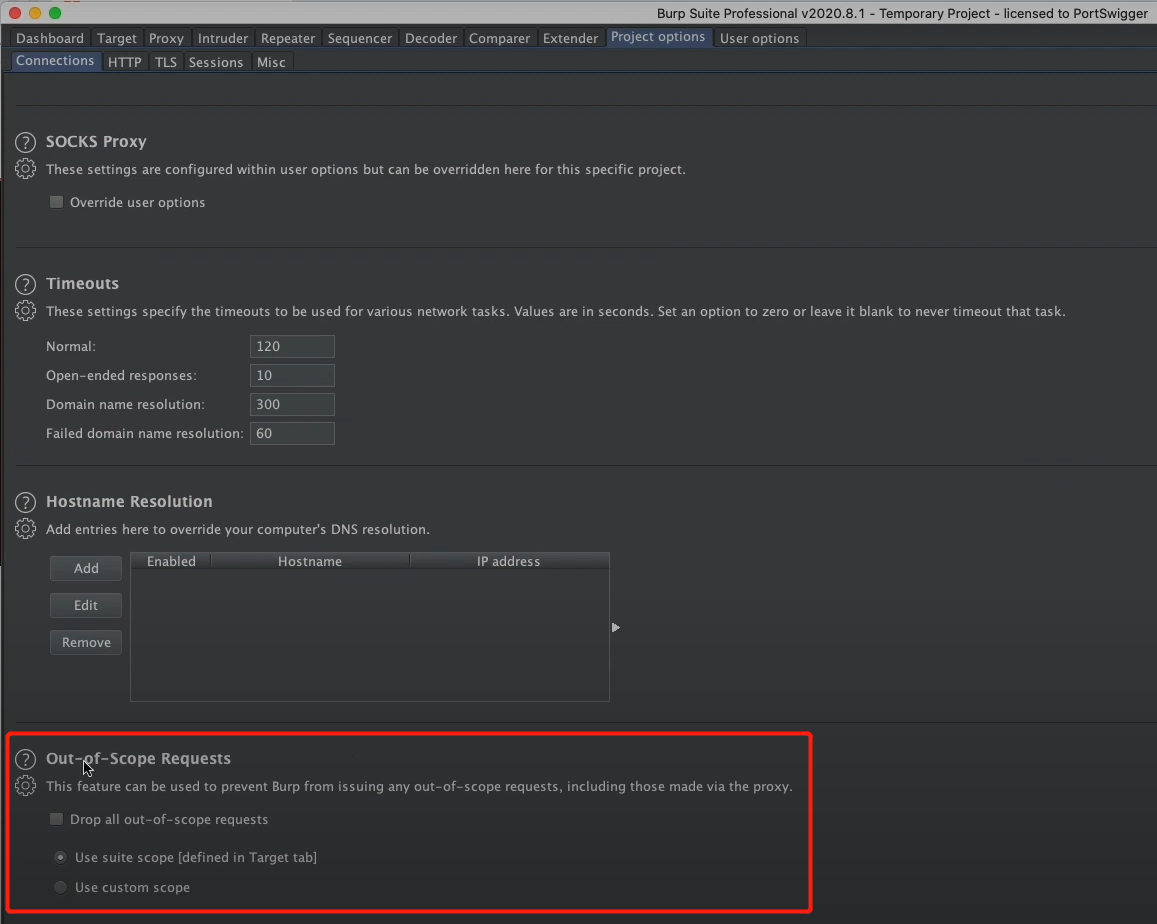 Burp Suite Professional v2020.8.1 - Temporary Project - licensed to PortSwigger
Dashboard Target Proxy Intruder Repeater Sequencer Decoder Comparer Extender Project options User options
Connections HTTP TLS Sessions Misc
? SOCKS Proxy
These settings are configured within user options but can be overridden here for this specific project.
Override user options
? Timeouts
These settings specify the timeouts to be used for various network tasks. Values are in seconds. Set an option to zero or leave it blank to never timeout that task.
Normal: 120
Open-ended responses: 10
Domain name resolution: 300
Failed domain name resolution: 60
? Hostname Resolution
Add entries here to override your computer's DNS resolution.
Enabled Hostname IP address
Add
Edit
Remove
? Out-of-Scope Requests
This feature can be used to prevent Burp from issuing any out-of-scope requests, including those made via the proxy.
Drop all out-of-scope requests
Use suite scope [defined in Target tab]
Use custom scope